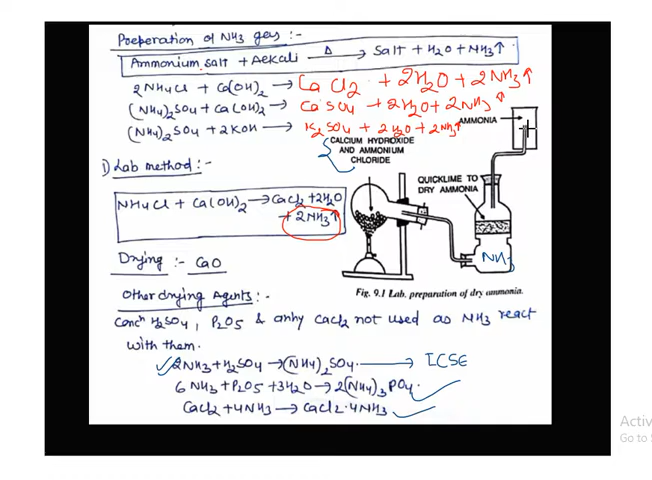 Preperation of NH3 gas :-
Ammonium salt + Alkali —Δ→ Salt + H2O + NH3↑
2NH4Cl + Ca(OH)2 → CaCl2 + 2H2O + 2NH3↑
(NH4)2SO4 + Ca(OH)2 → CaSO4 + 2H2O + 2NH3↑
(NH4)2SO4 + 2KOH → K2SO4 + 2H2O + 2NH3↑
AMMONIA
CALCIUM HYDROXIDE
AND AMMONIUM
CHLORIDE
1) Lab method :-
QUICKLIME TO
DRY AMMONIA
NH4Cl + Ca(OH)2 → CaCl2 + 2H2O
+ 2NH3↑
NH3
Drying :- CaO
Fig. 9.1 Lab. preparation of dry ammonia.
Other drying Agents :-
Concn H2SO4, P2O5 & anhy CaCl2 not used as NH3 react
with them.
2NH3 + H2SO4 → (NH4)2SO4 → ICSE
6NH3 + P2O5 + 3H2O → 2(NH4)3PO4
CaCl2 + 4NH3 → CaCl2.4NH3
Activ
Go to S